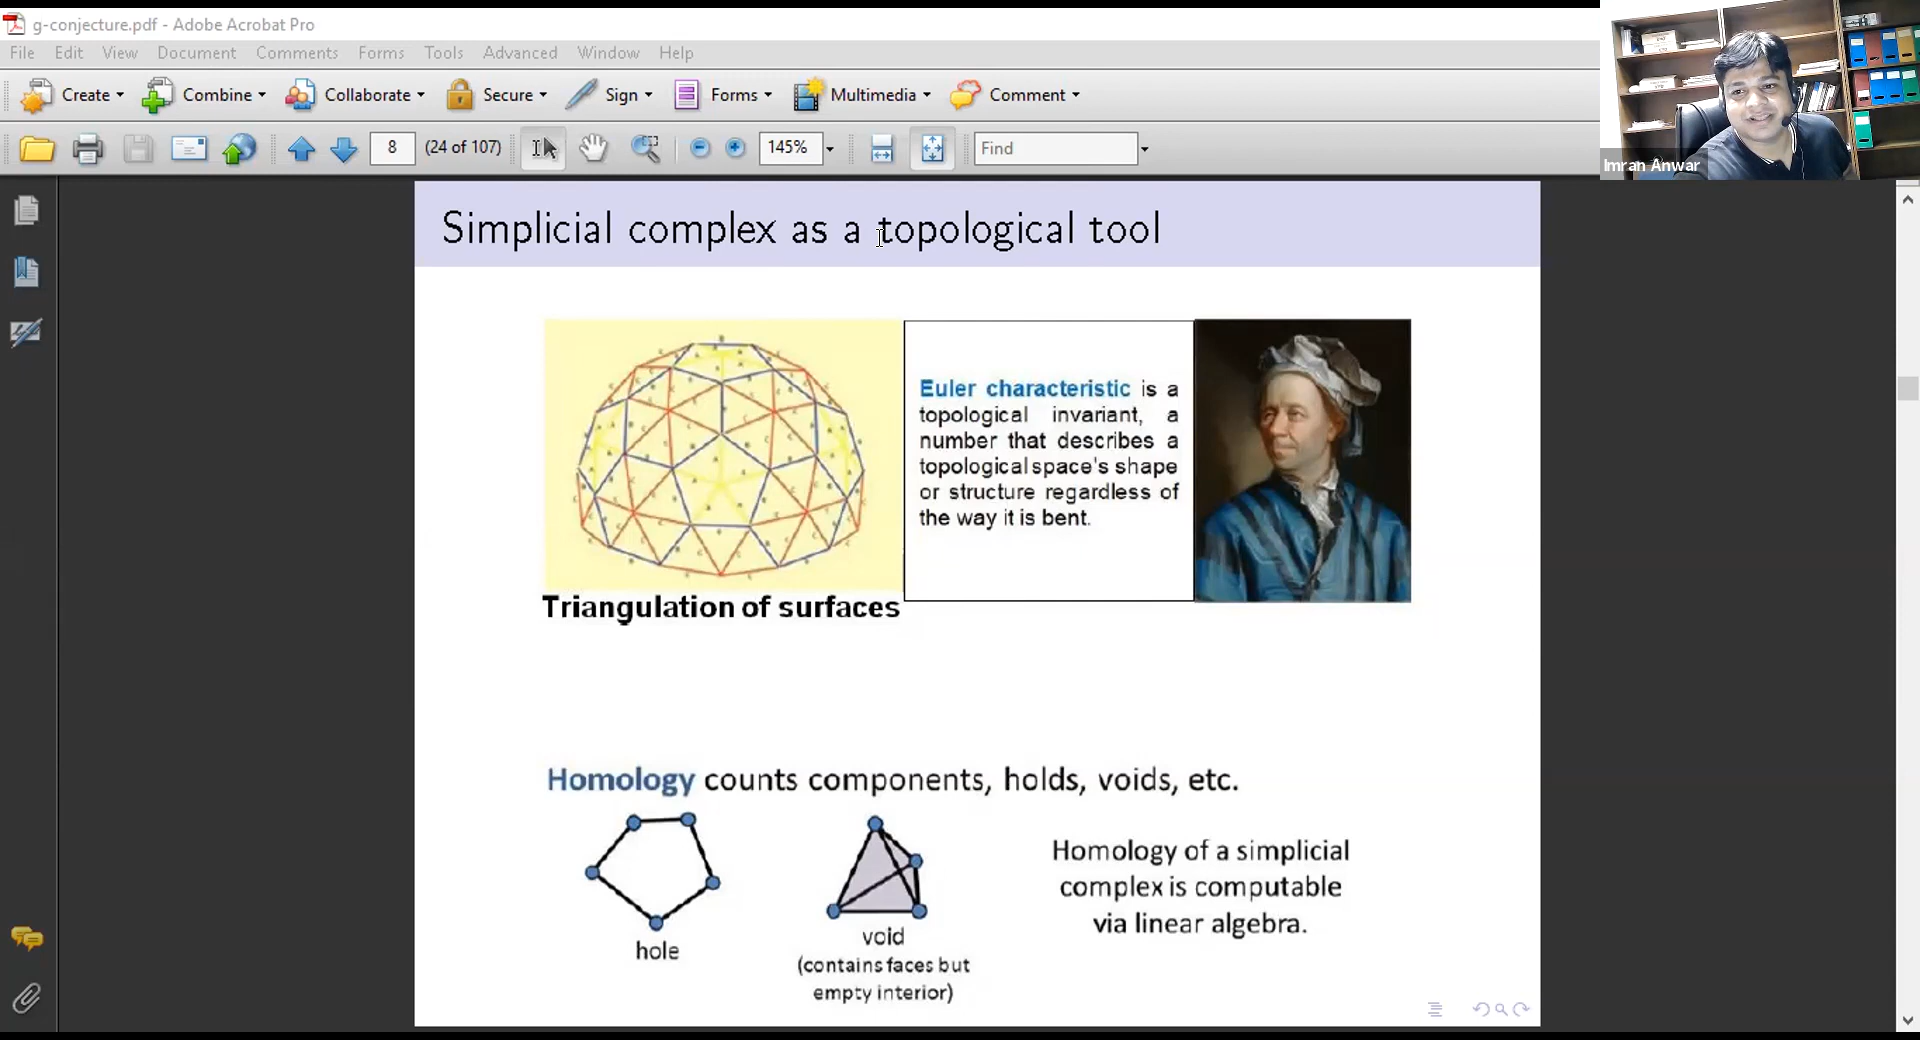 g-conjecture.pdf - Adobe Acrobat Pro
File Edit View Document Comments Forms Tools Advanced Window Help
Create Combine Collaborate Secure Sign Forms Multimedia Comment
8 (24 of 107) 145% Find
Imran Anwar
Simplicial complex as a topological tool
Euler characteristic is a
topological invariant, a
number that describes a
topological space's shape
or structure regardless of
the way it is bent.
Triangulation of surfaces
Homology counts components, holds, voids, etc.
hole
void
(contains faces but
empty interior)
Homology of a simplicial
complex is computable
via linear algebra.